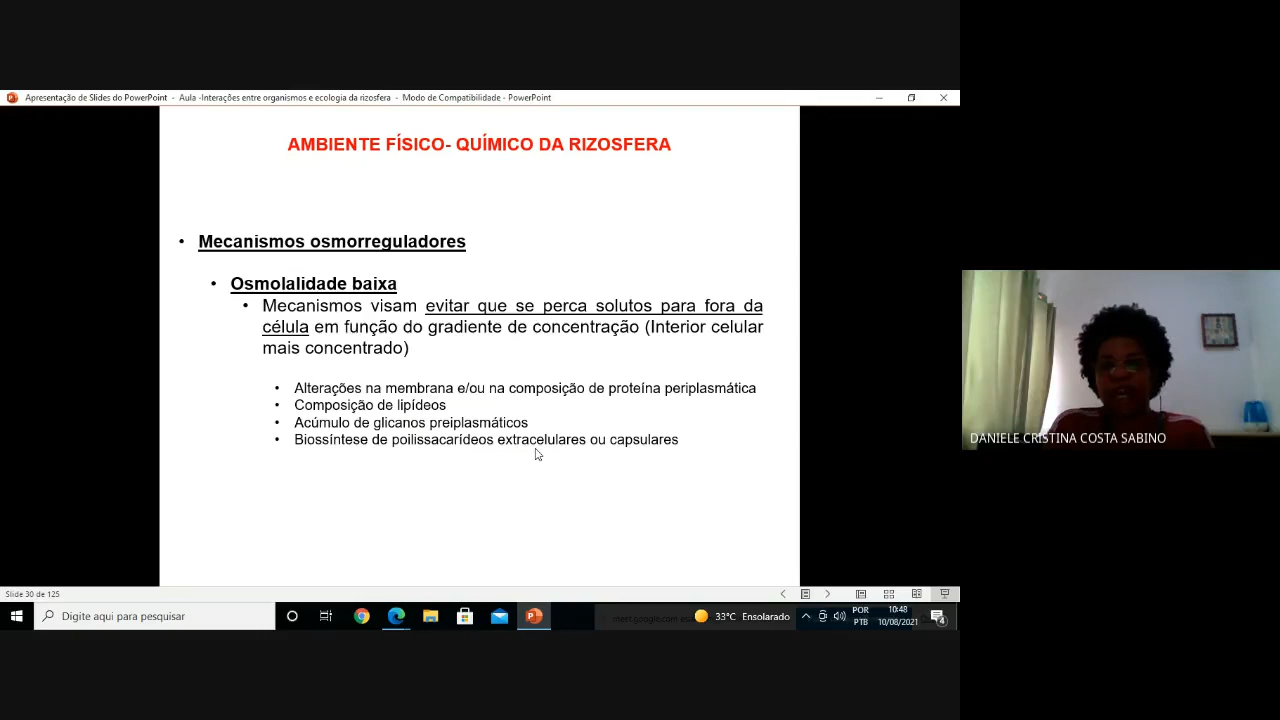 Apresentação de Slides do PowerPoint - Aula -Interações entre organismos e ecologia da rizosfera - Modo de Compatibilidade - PowerPoint
AMBIENTE FÍSICO- QUÍMICO DA RIZOSFERA
• Mecanismos osmorreguladores
• Osmolalidade baixa
• Mecanismos visam evitar que se perca solutos para fora da
célula em função do gradiente de concentração (Interior celular
mais concentrado)
• Alterações na membrana e/ou na composição de proteína periplasmática
• Composição de lipídeos
• Acúmulo de glicanos preiplasmáticos
• Biossíntese de poilissacarídeos extracelulares ou capsulares
DANIELE CRISTINA COSTA SABINO
Slide 30 de 125
Digite aqui para pesquisar
33°C Ensolarado
POR
PTB
10:48
10/08/2021
4